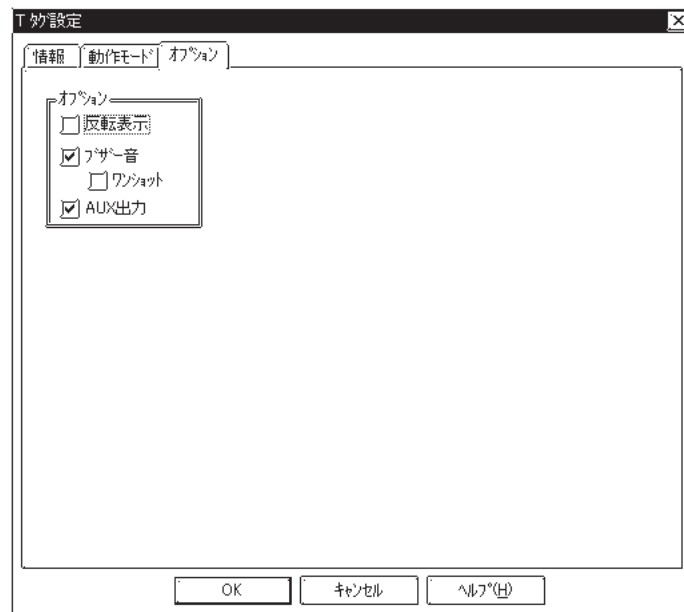 T ﾀｸﾞ設定
情報 動作ﾓｰﾄﾞ ｵﾌﾟｼｮﾝ
ｵﾌﾟｼｮﾝ
反転表示
ﾌﾞｻﾞｰ音
ﾜﾝｼｮｯﾄ
AUX出力
OK ｷｬﾝｾﾙ ﾍﾙﾌﾟ(H)